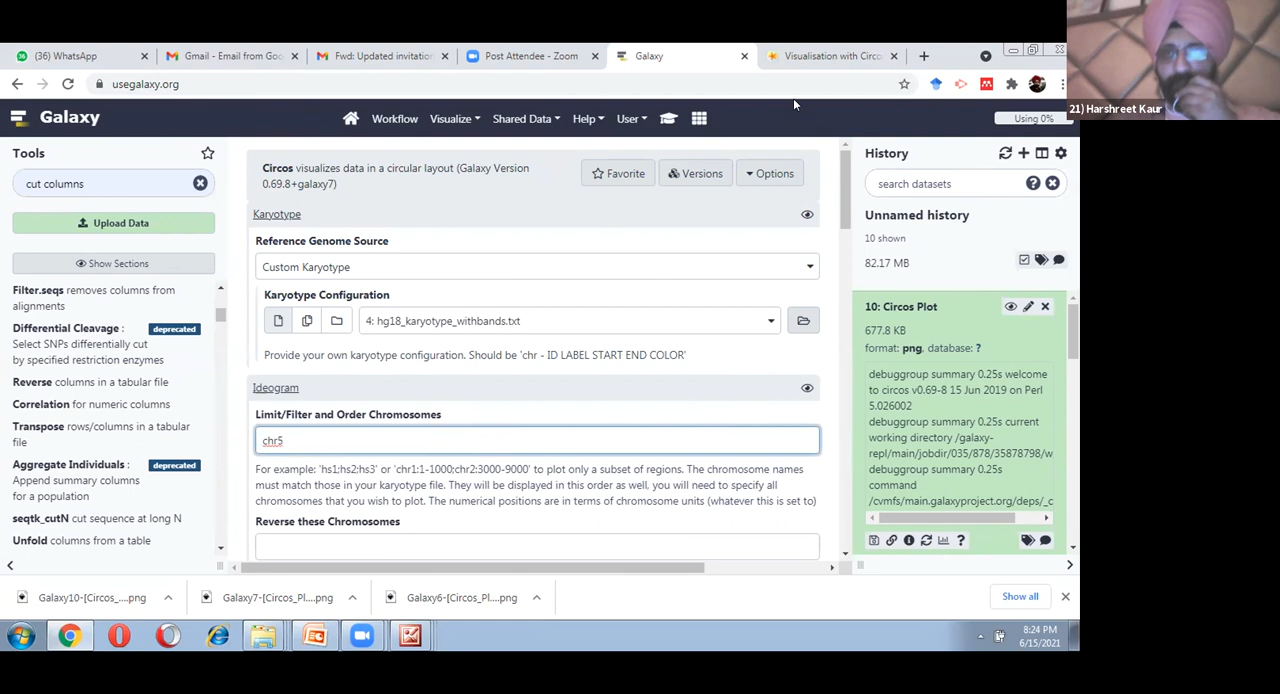 (36) WhatsApp
Gmail - Email from Goo
Fwd: Updated invitation
Post Attendee - Zoom
Galaxy
Visualisation with Circo
usegalaxy.org
21) Harshreet Kaur
Galaxy
Workflow
Visualize
Shared Data
Help
User
Using 0%
Tools
cut columns
Upload Data
Show Sections
Filter.seqs removes columns from
alignments
Differential Cleavage : deprecated
Select SNPs differentially cut
by specified restriction enzymes
Reverse columns in a tabular file
Correlation for numeric columns
Transpose rows/columns in a tabular
file
Aggregate Individuals : deprecated
Append summary columns
for a population
seqtk_cutN cut sequence at long N
Unfold columns from a table
Circos visualizes data in a circular layout (Galaxy Version
0.69.8+galaxy7)
Favorite
Versions
Options
Karyotype
Reference Genome Source
Custom Karyotype
Karyotype Configuration
4: hg18_karyotype_withbands.txt
Provide your own karyotype configuration. Should be 'chr - ID LABEL START END COLOR'
Ideogram
Limit/Filter and Order Chromosomes
chr5
For example: 'hs1;hs2;hs3' or 'chr1:1-1000;chr2:3000-9000' to plot only a subset of regions. The chromosome names
must match those in your karyotype file. They will be displayed in this order as well, you will need to specify all
chromosomes that you wish to plot. The numerical positions are in terms of chromosome units (whatever this is set to)
Reverse these Chromosomes
History
search datasets
Unnamed history
10 shown
82.17 MB
10: Circos Plot
677.8 KB
format: png, database: ?
debuggroup summary 0.25s welcome
to circos v0.69-8 15 Jun 2019 on Perl
5.026002
debuggroup summary 0.25s current
working directory /galaxy-
repl/main/jobdir/035/878/35878798/w
debuggroup summary 0.25s
command
/cvmfs/main.galaxyproject.org/deps/_c
Galaxy10-[Circos_....png
Galaxy7-[Circos_Pl....png
Galaxy6-[Circos_Pl....png
Show all
8:24 PM
6/15/2021